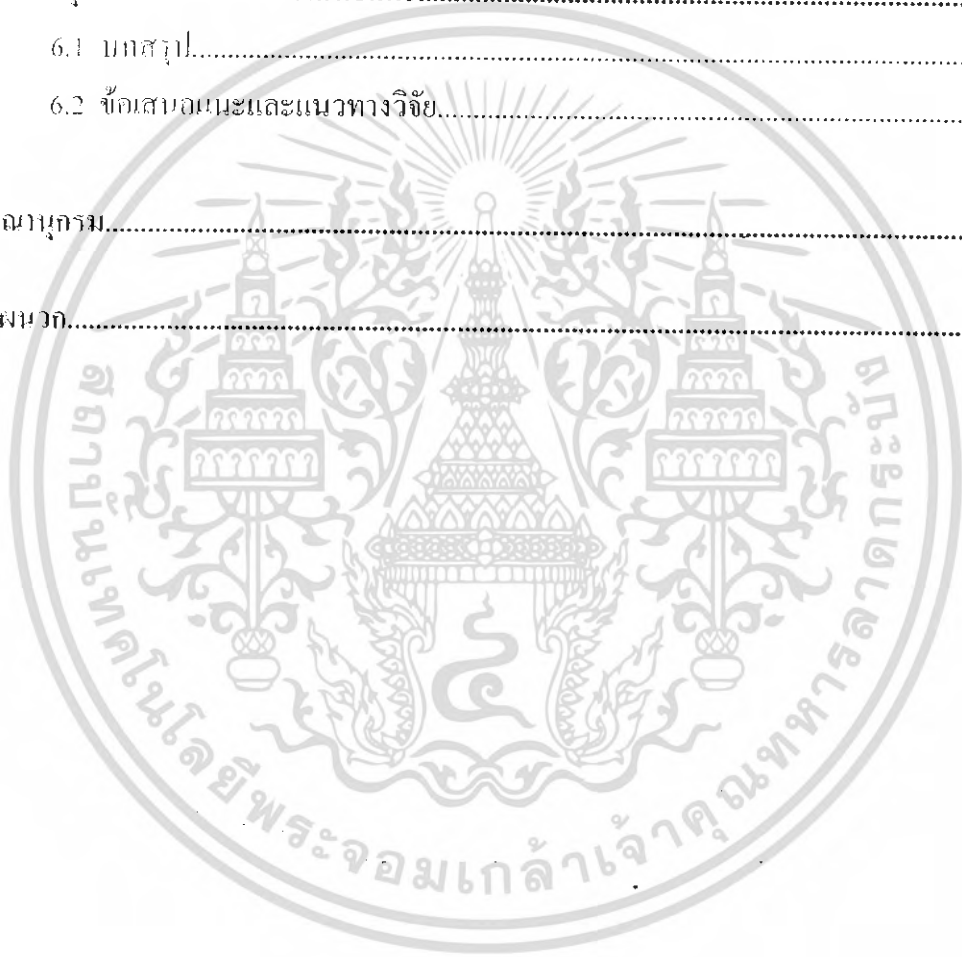 6.1 บทสรุป
6.2 ข้อเสนอแนะและแนวทางวิจัย
ณานุกรม
ผนวก
สถาบันเทคโนโลยีพระจอมเกล้าเจ้าคุณทหารลาดกระบัง